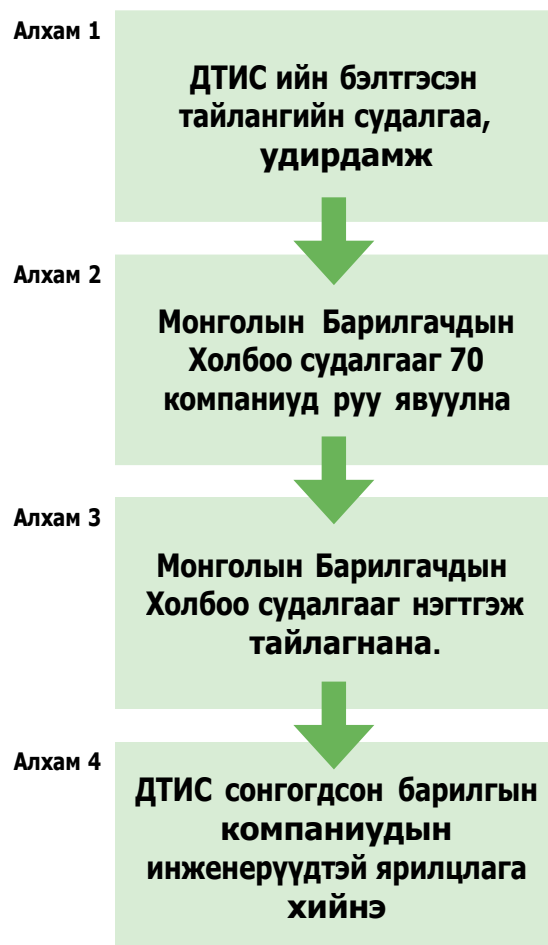 Алхам 1
ДТИС ийн бэлтгэсэн
тайлангийн судалгаа,
удирдамж
Алхам 2
Монголын Барилгачдын
Холбоо судалгааг 70
компаниуд руу явуулна
Алхам 3
Монголын Барилгачдын
Холбоо судалгааг нэгтгэж
тайлагнана.
Алхам 4
ДТИС сонгогдсон барилгын
компаниудын
инженерүүдтэй ярилцлага
хийнэ